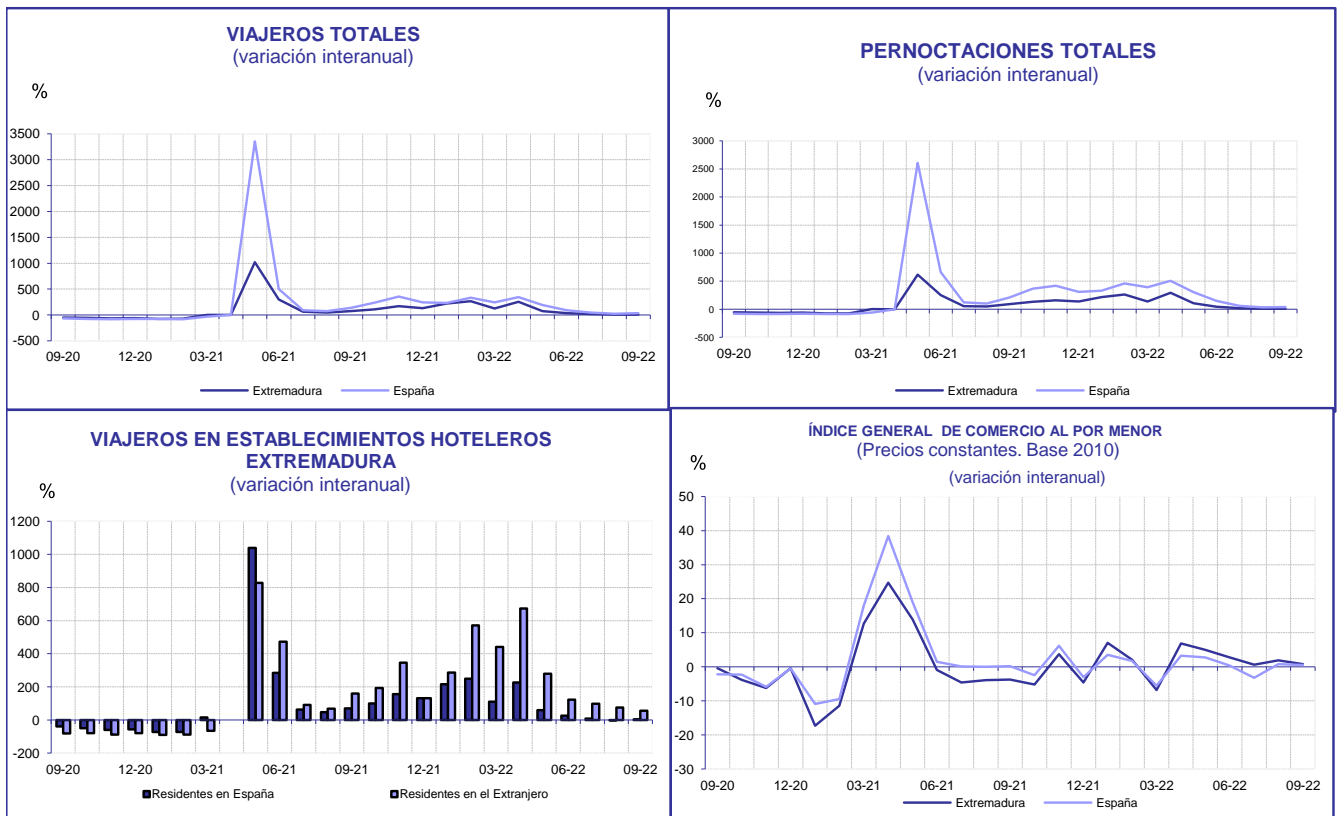 VIAJEROS TOTALES
(variación interanual)
%
3500
3000
2500
2000
1500
1000
500
0
-500
09-20 12-20 03-21 06-21 09-21 12-21 03-22 06-22 09-22
Extremadura España
PERNOCTACIONES TOTALES
(variación interanual)
%
3000
2500
2000
1500
1000
500
0
-500
09-20 12-20 03-21 06-21 09-21 12-21 03-22 06-22 09-22
Extremadura España
VIAJEROS EN ESTABLECIMIENTOS HOTELEROS
EXTREMADURA
(variación interanual)
%
1200
1000
800
600
400
200
0
-200
09-20 12-20 03-21 06-21 09-21 12-21 03-22 06-22 09-22
Residentes en España Residentes en el Extranjero
ÍNDICE GENERAL DE COMERCIO AL POR MENOR
(Precios constantes. Base 2010)
(variación interanual)
%
50
40
30
20
10
0
-10
-20
-30
09-20 12-20 03-21 06-21 09-21 12-21 03-22 06-22 09-22
Extremadura España